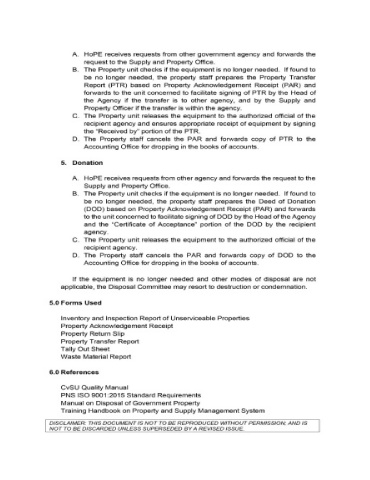 A. HoPE receives requests from other government agency and forwards the
request to the Supply and Property Office.
B. The Property unit checks if the equipment is no longer needed. If found to
be no longer needed, the property staff prepares the Property Transfer
Report (PTR) based on Property Acknowledgement Receipt (PAR) and
forwards to the unit concerned to facilitate signing of PTR by the Head of
the Agency if the transfer is to other agency, and by the Supply and
Property Officer if the transfer is within the agency.
C. The Property unit releases the equipment to the authorized official of the
recipient agency and ensures appropriate receipt of equipment by signing
the "Received by" portion of the PTR.
D. The Property staff cancels the PAR and forwards copy of PTR to the
Accounting Office for dropping in the books of accounts.
5. Donation
A. HoPE receives requests from other agency and forwards the request to the
Supply and Property Office.
B. The Property unit checks if the equipment is no longer needed. If found to
be no longer needed, the property staff prepares the Deed of Donation
(DOD) based on Property Acknowledgement Receipt (PAR) and forwards
to the unit concerned to facilitate signing of DOD by the Head of the Agency
and the "Certificate of Acceptance" portion of the DOD by the recipient
agency.
C. The Property unit releases the equipment to the authorized official of the
recipient agency.
D. The Property staff cancels the PAR and forwards copy of DOD to the
Accounting Office for dropping in the books of accounts.
If the equipment is no longer needed and other modes of disposal are not
applicable, the Disposal Committee may resort to destruction or condemnation.
5.0 Forms Used
Inventory and Inspection Report of Unserviceable Properties
Property Acknowledgement Receipt
Property Return Slip
Property Transfer Report
Tally Out Sheet
Waste Material Report
6.0 References
CvSU Quality Manual
PNS ISO 9001:2015 Standard Requirements
Manual on Disposal of Government Property
Training Handbook on Property and Supply Management System
DISCLAIMER: THIS DOCUMENT IS NOT TO BE REPRODUCED WITHOUT PERMISSION; AND IS
NOT TO BE DISCARDED UNLESS SUPERSEDED BY A REVISED ISSUE.